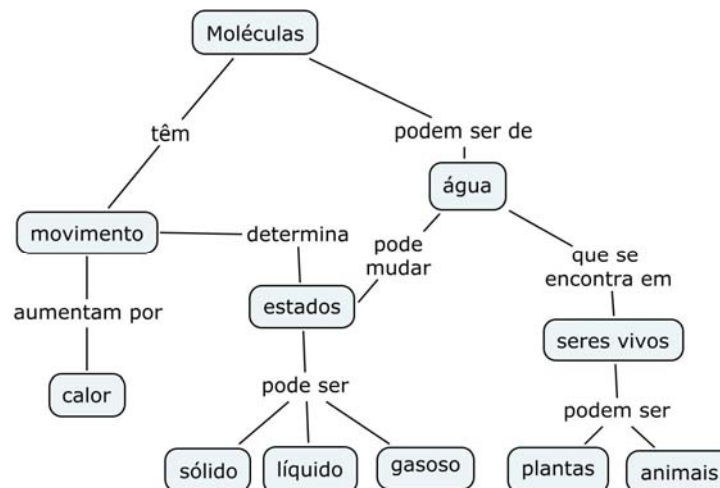 Moléculas
têm
podem ser de
água
movimento
determina
pode
mudar
que se
encontra em
aumentam por
estados
seres vivos
calor
pode ser
podem ser
sólido
líquido
gasoso
plantas
animais